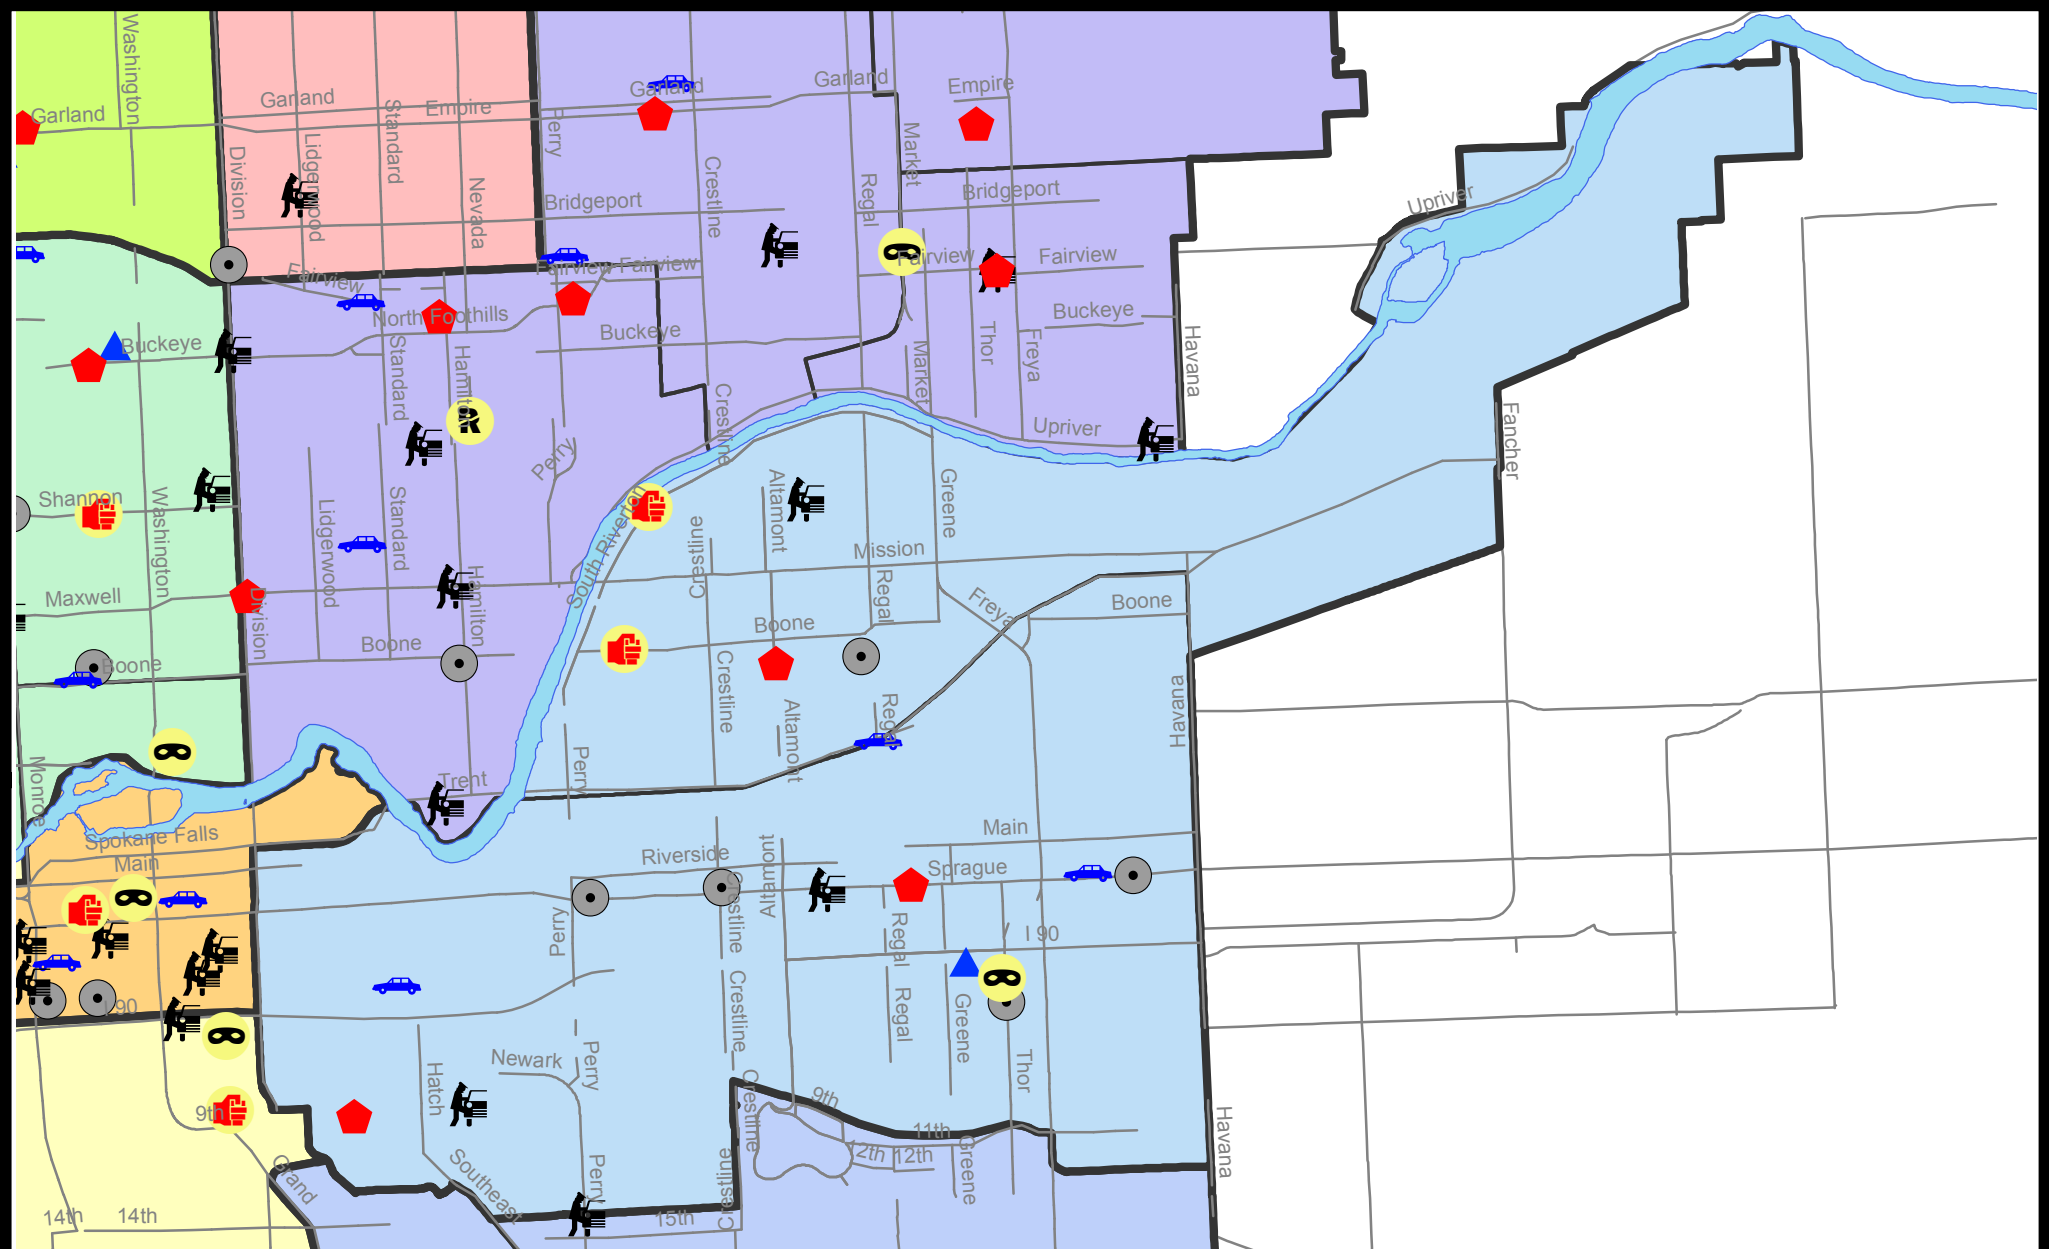 Washington
Garland
Garland
Empire
Garland
Garland
Empire
Division
Lidgerwood
Standard
Nevada
Perry
Crestline
Regal
Market
Bridgeport
Bridgeport
Upriver
Fairview
Fairview
Fairview
Fairview
Fairview
North Foothills
Buckeye
Buckeye
Buckeye
Standard
Hamilton
Crestline
Market
Thor
Freya
Havana
Upriver
Fancher
Perry
Shannon
Washington
Lidgerwood
Standard
South Riverton
Crestline
Altamont
Greene
Mission
Maxwell
Division
Hamilton
Regal
Freya
Boone
Boone
Boone
Boone
Crestline
Altamont
Regal
Havana
Perry
Trent
Monroe
Spokane Falls
Main
Riverside
Main
Altamont
Sprague
Crestline
Perry
Regal
I 90
I 90
Crestline
Regal
Greene
Newark
Perry
Hatch
Thor
9th
Crestline
9th
11th
12th
12th
Greene
Havana
Grand
Southeast
Perry
Crestline
14th
14th
15th